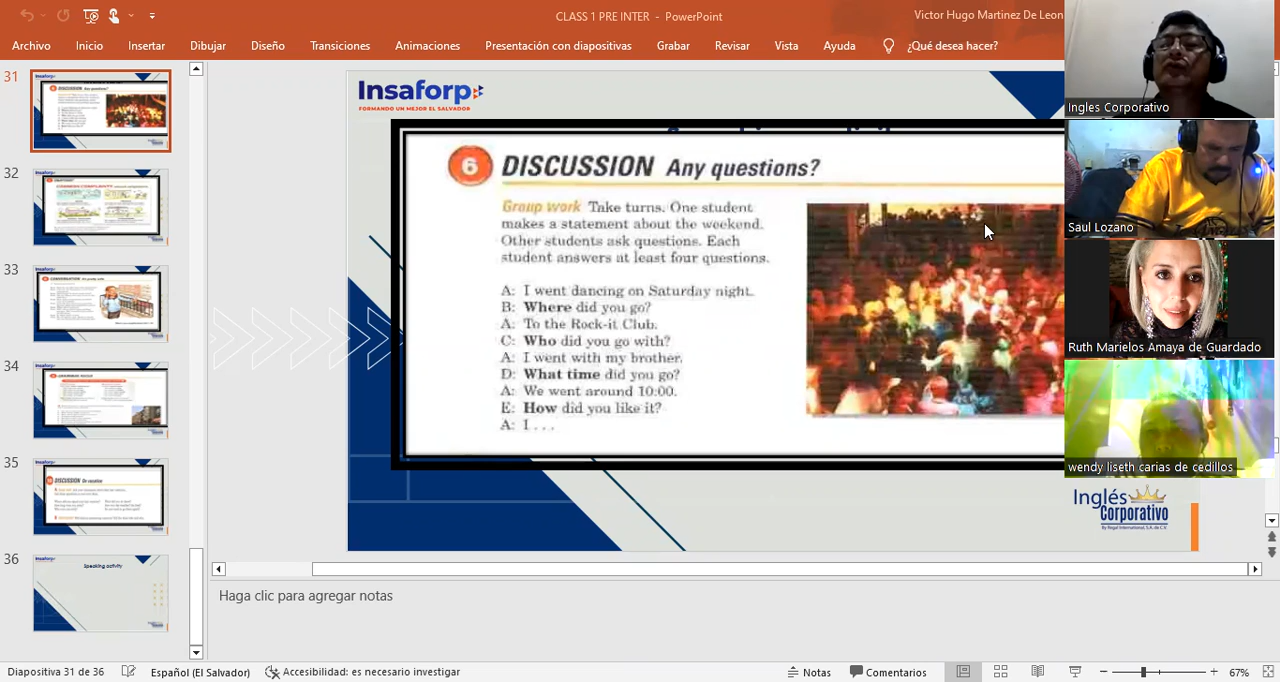 CLASS 1 PRE INTER - PowerPoint
Victor Hugo Martinez De Leon
Archivo Inicio Insertar Dibujar Diseño Transiciones Animaciones Presentación con diapositivas Grabar Revisar Vista Ayuda ¿Qué desea hacer?
31
32
33
34
35
36
Speaking activity
Insaforp
FORMANDO UN MEJOR EL SALVADOR
6 DISCUSSION Any questions?
Group work Take turns. One student
makes a statement about the weekend.
Other students ask questions. Each
student answers at least four questions.
A: I went dancing on Saturday night.
B: Where did you go?
A: To the Rock-it Club.
C: Who did you go with?
A: I went with my brother.
D: What time did you go?
A: We went around 10:00.
E: How did you like it?
A: I . . .
Inglés
Corporativo
By Regal International, S.A. de C.V.
Ingles Corporativo
Saul Lozano
Ruth Marielos Amaya de Guardado
wendy liseth carias de cedillos
Haga clic para agregar notas
Diapositiva 31 de 36 Español (El Salvador) Accesibilidad: es necesario investigar Notas Comentarios 67%